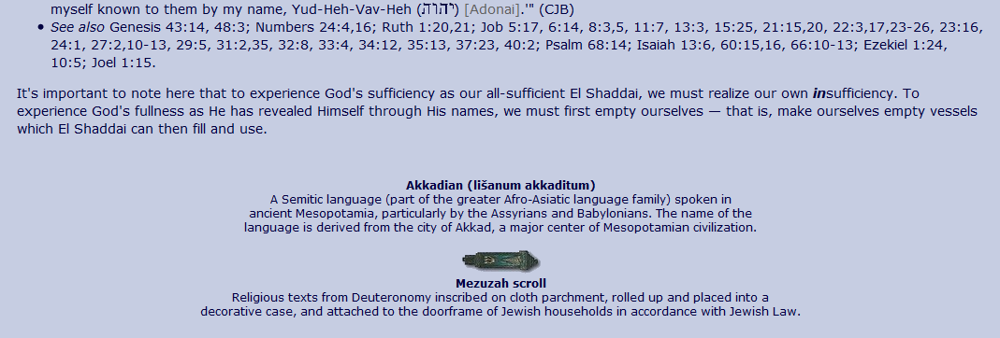 myself known to them by my name, Yud-Heh-Vav-Heh (יהוה) [Adonai].'" (CJB)
• See also Genesis 43:14, 48:3; Numbers 24:4,16; Ruth 1:20,21; Job 5:17, 6:14, 8:3,5, 11:7, 13:3, 15:25, 21:15,20, 22:3,17,23-26, 23:16,
24:1, 27:2,10-13, 29:5, 31:2,35, 32:8, 33:4, 34:12, 35:13, 37:23, 40:2; Psalm 68:14; Isaiah 13:6, 60:15,16, 66:10-13; Ezekiel 1:24,
10:5; Joel 1:15.
It's important to note here that to experience God's sufficiency as our all-sufficient El Shaddai, we must realize our own insufficiency. To
experience God's fullness as He has revealed Himself through His names, we must first empty ourselves — that is, make ourselves empty vessels
which El Shaddai can then fill and use.
Akkadian (lišanum akkaditum)
A Semitic language (part of the greater Afro-Asiatic language family) spoken in
ancient Mesopotamia, particularly by the Assyrians and Babylonians. The name of the
language is derived from the city of Akkad, a major center of Mesopotamian civilization.
ש
Mezuzah scroll
Religious texts from Deuteronomy inscribed on cloth parchment, rolled up and placed into a
decorative case, and attached to the doorframe of Jewish households in accordance with Jewish Law.